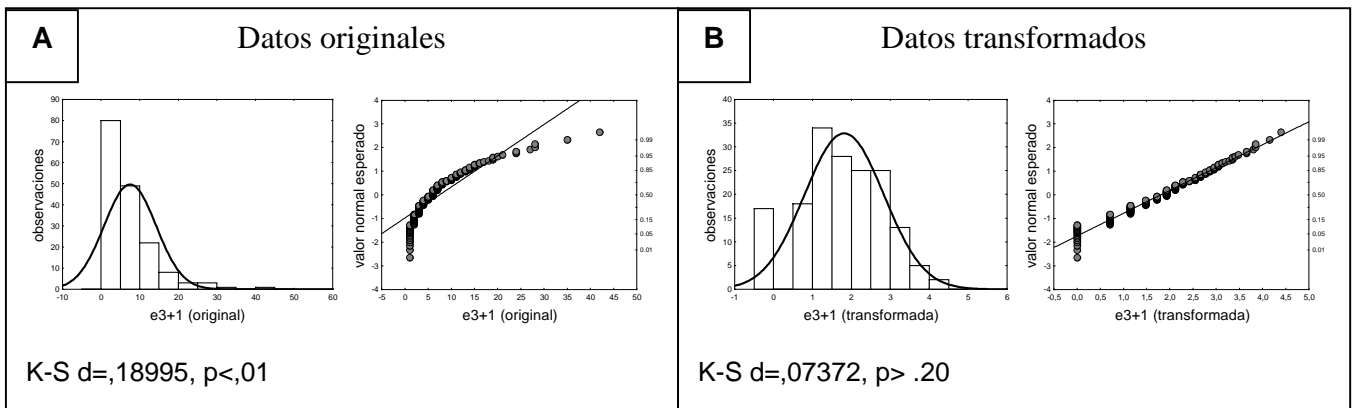 A
Datos originales
observaciones
90
80
70
60
50
40
30
20
10
0
-10 0 10 20 30 40 50 60
e3+1 (original)
valor normal esperado
4
3
2
1
0
-1
-2
-3
-4
0.99
0.95
0.85
0.50
0.15
0.05
0.01
-5 0 5 10 15 20 25 30 35 40 45 50
e3+1 (original)
K-S d=,18995, p<,01
B
Datos transformados
observaciones
40
35
30
25
20
15
10
5
0
-1 0 1 2 3 4 5 6
e3+1 (transformada)
valor normal esperado
4
3
2
1
0
-1
-2
-3
-4
0.99
0.95
0.85
0.50
0.15
0.05
0.01
-0,5 0,0 0,5 1,0 1,5 2,0 2,5 3,0 3,5 4,0 4,5 5,0
e3+1 (transformada)
K-S d=,07372, p> .20